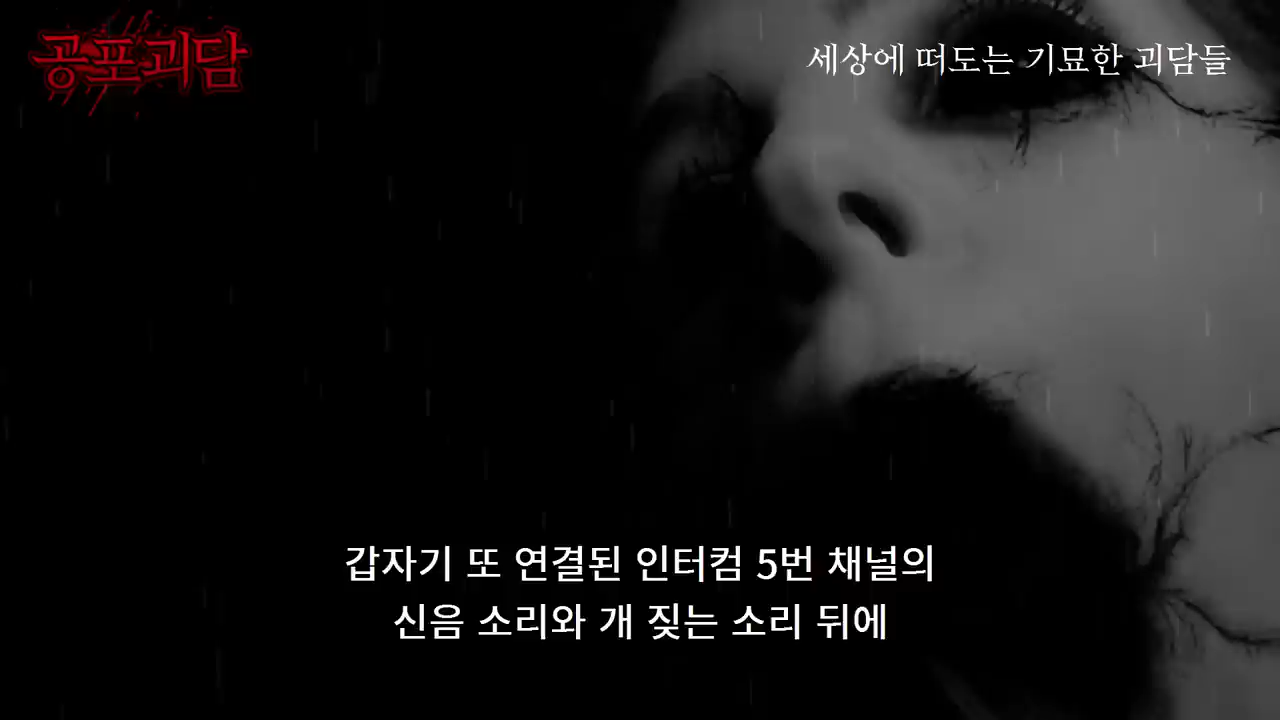 공포괴담
세상에 떠도는 기묘한 괴담들
갑자기 또 연결된 인터컴 5번 채널의
신음 소리와 개 짖는 소리 뒤에